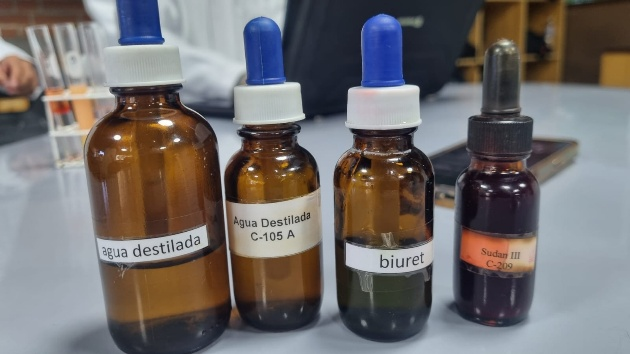 agua destilada
Agua Destilada
C-105 A
biuret
Sudan III
C-209